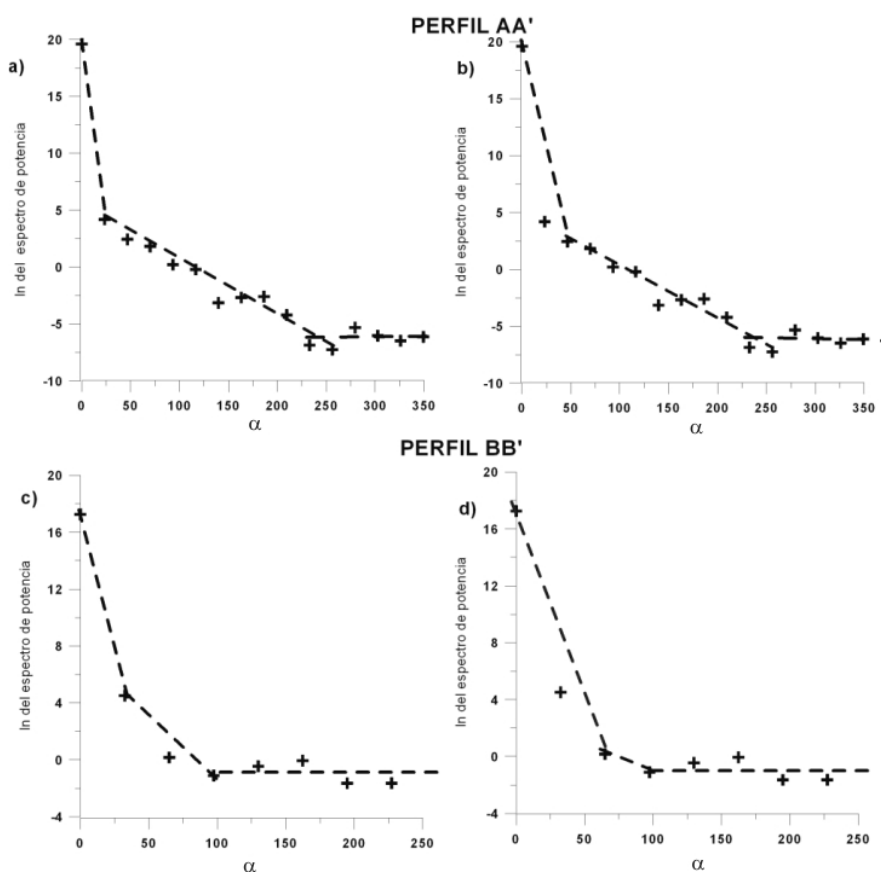 PERFIL AA'
a)
20
15
10
5
0
-5
-10
ln del espectro de potencia
0 50 100 150 200 250 300 350
α
b)
20
15
10
5
0
-5
-10
ln del espectro de potencia
0 50 100 150 200 250 300 350
α
PERFIL BB'
c)
20
16
12
8
4
0
-4
ln del espectro de potencia
0 50 100 150 200 250
α
d)
20
16
12
8
4
0
-4
ln del espectro de potencia
0 50 100 150 200 250
α